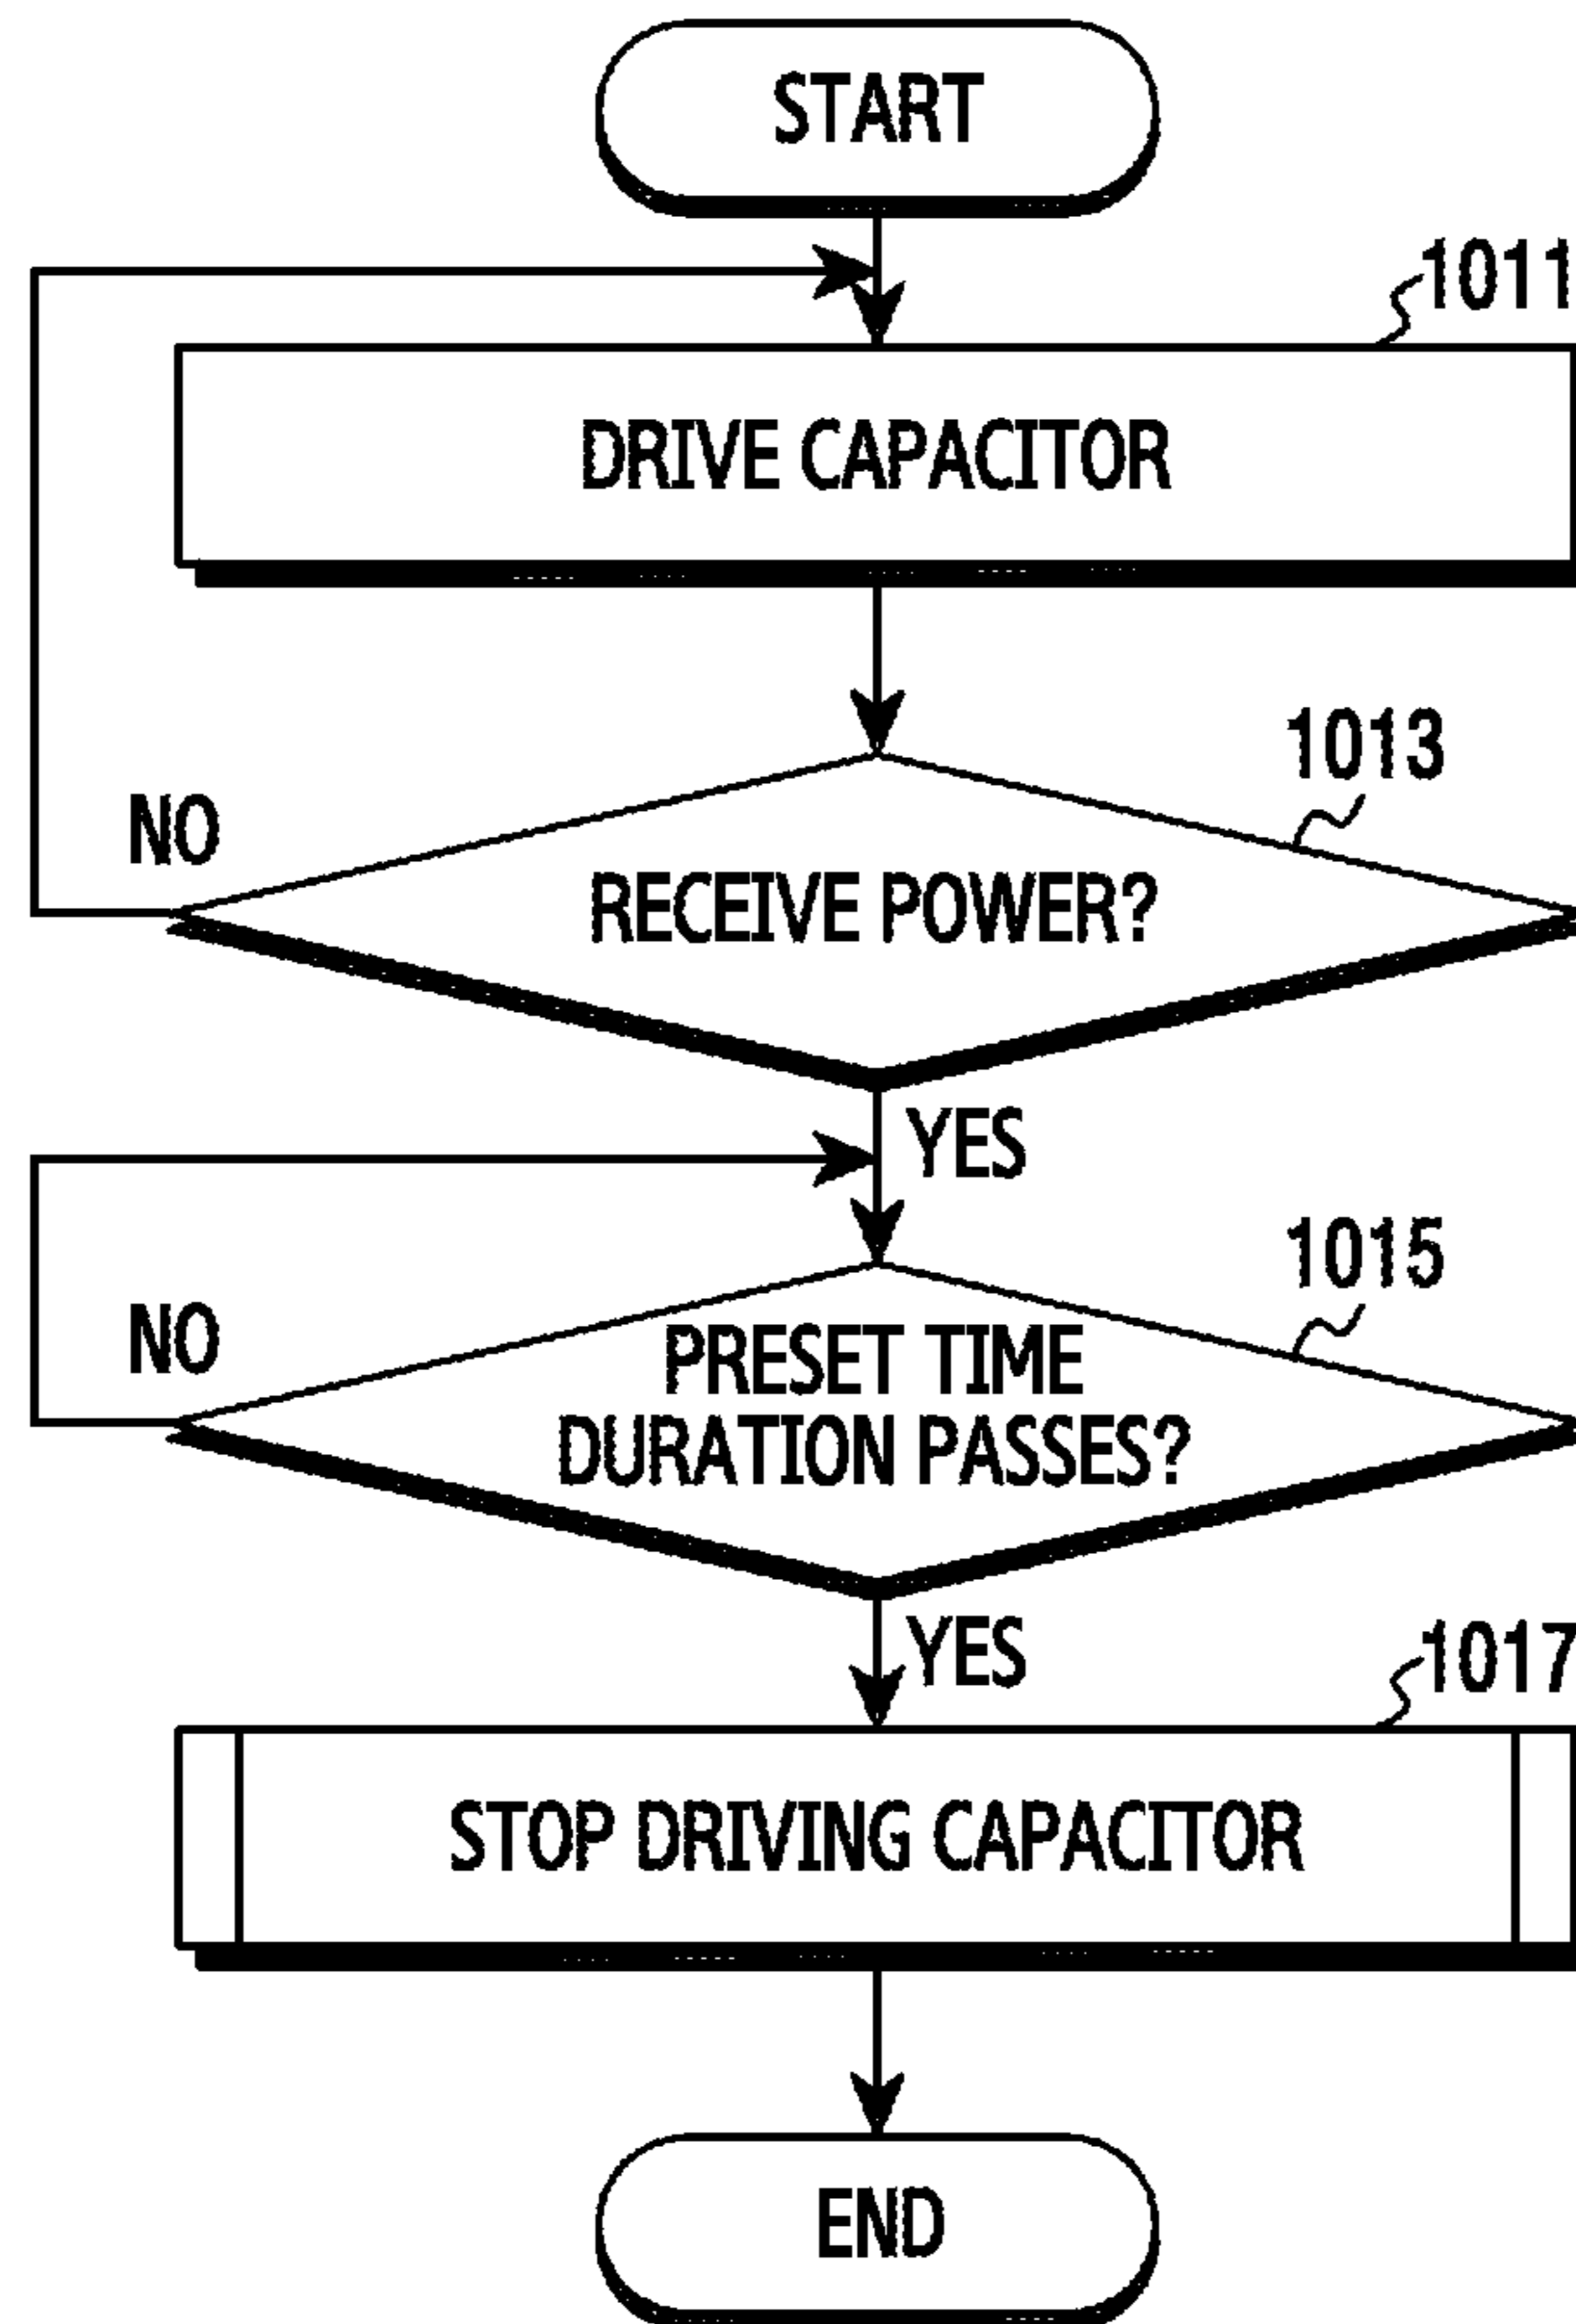 START
1011
DRIVE CAPACITOR
1013
NO
RECEIVE POWER?
YES
1015
NO
PRESET TIME
DURATION PASSES?
YES
1017
STOP DRIVING CAPACITOR
END